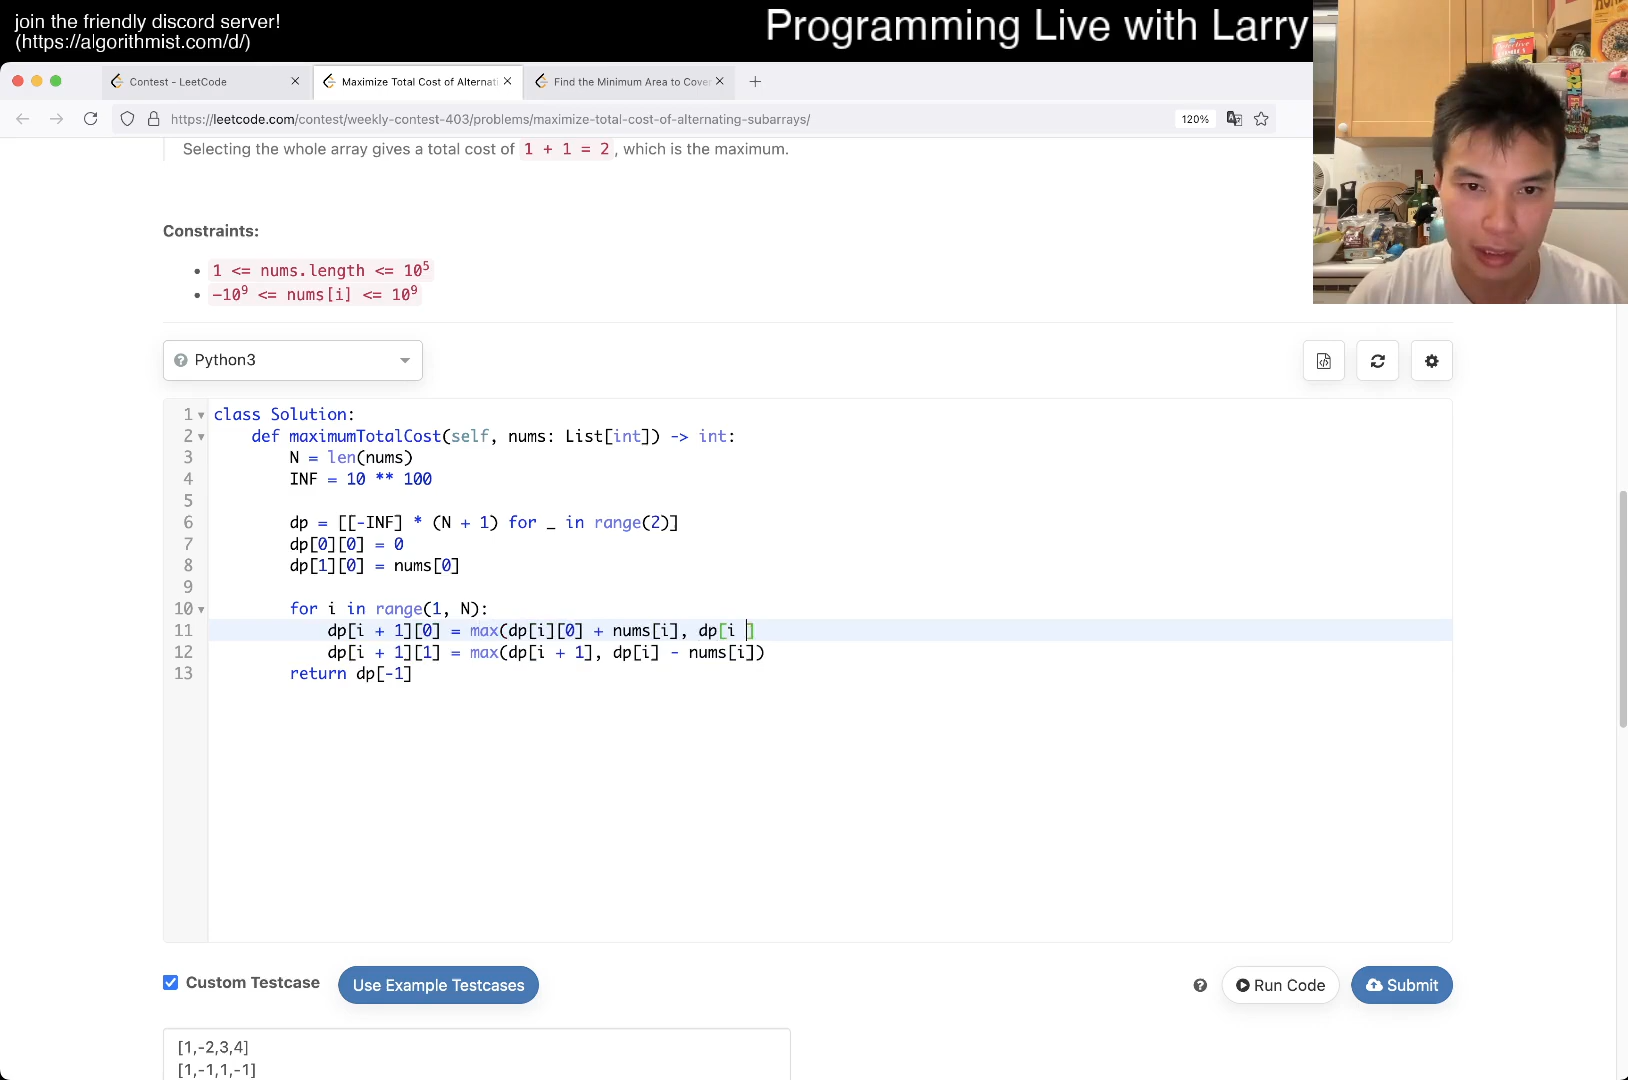 join the friendly discord server!
(https://algorithmist.com/d/)
Programming Live with Larry
Contest - LeetCode
Maximize Total Cost of Alternati
Find the Minimum Area to Cover
https://leetcode.com/contest/weekly-contest-403/problems/maximize-total-cost-of-alternating-subarrays/
120%
Selecting the whole array gives a total cost of 1 + 1 = 2, which is the maximum.
Constraints:
1 <= nums.length <= 10⁵
-10⁹ <= nums[i] <= 10⁹
Python3
1 class Solution:
2     def maximumTotalCost(self, nums: List[int]) -> int:
3         N = len(nums)
4         INF = 10 ** 100
5
6         dp = [[-INF] * (N + 1) for _ in range(2)]
7         dp[0][0] = 0
8         dp[1][0] = nums[0]
9
10         for i in range(1, N):
11             dp[i + 1][0] = max(dp[i][0] + nums[i], dp[i ]
12             dp[i + 1][1] = max(dp[i + 1], dp[i] - nums[i])
13         return dp[-1]
Custom Testcase
Use Example Testcases
Run Code
Submit
[1,-2,3,4]
[1,-1,1,-1]